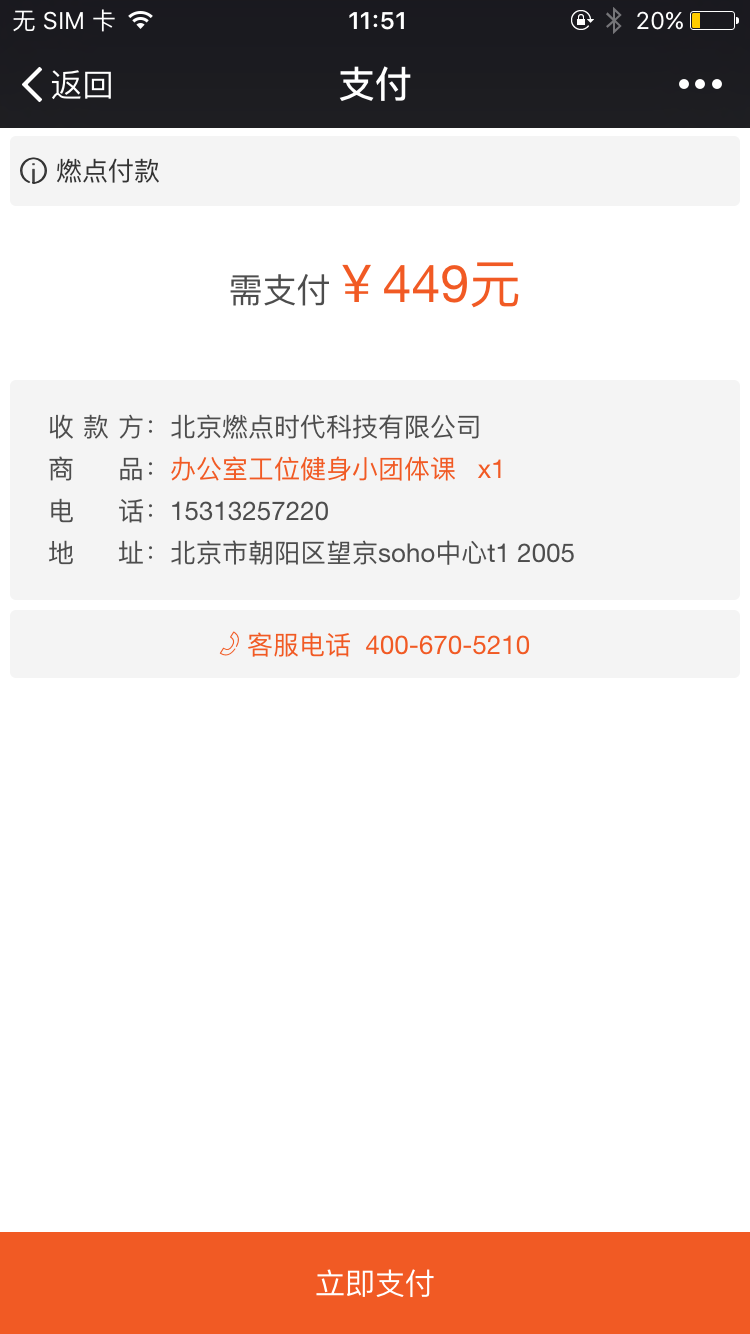 无 SIM 卡 11:51 20%
返回 支付
燃点付款
需支付 ¥ 449元
收款方：北京燃点时代科技有限公司
商品：办公室工位健身小团体课 x1
电话：15313257220
地址：北京市朝阳区望京soho中心t1 2005
客服电话 400-670-5210
立即支付